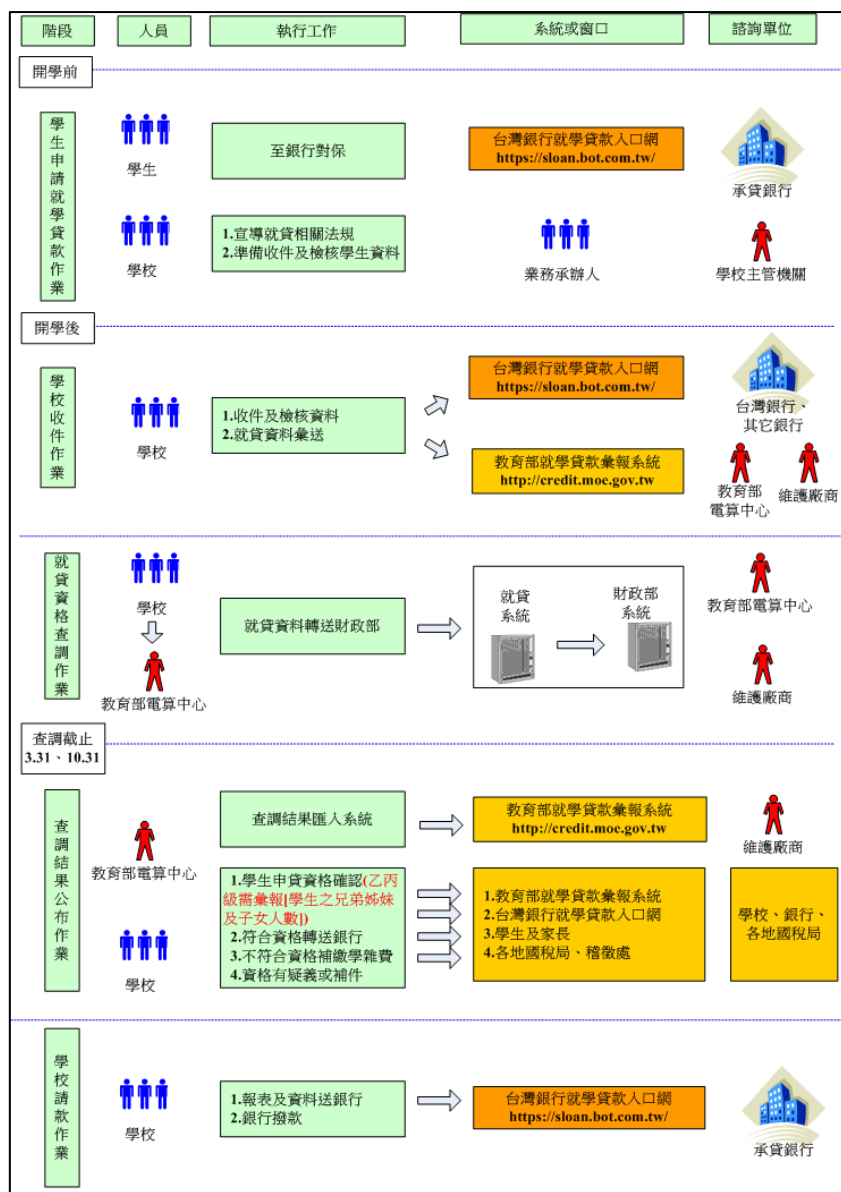 階段
人員
執行工作
系統或窗口
諮詢單位
開學前
學生申請就學貸款作業
學生
至銀行對保
台灣銀行就學貸款入口網
https://sloan.bot.com.tw/
承貸銀行
學校
1.宣導就貸相關法規
2.準備收件及檢核學生資料
業務承辦人
學校主管機關
開學後
學校收件作業
學校
1.收件及檢核資料
2.就貸資料彙送
台灣銀行就學貸款入口網
https://sloan.bot.com.tw/
教育部就學貸款彙報系統
http://credit.moe.gov.tw
台灣銀行、
其它銀行
教育部
電算中心
維護廠商
就貸資格查調作業
學校
教育部電算中心
就貸資料轉送財政部
就貸
系統
財政部
系統
教育部電算中心
維護廠商
查調截止
3.31、10.31
查調結果公布作業
教育部電算中心
查調結果匯入系統
教育部就學貸款彙報系統
http://credit.moe.gov.tw
維護廠商
學校
1.學生申貸資格確認(乙丙
級需彙報[學生之兄弟姊妹
及子女人數])
2.符合資格轉送銀行
3.不符合資格補繳學雜費
4.資格有疑義或補件
1.教育部就學貸款彙報系統
2.台灣銀行就學貸款入口網
3.學生及家長
4.各地國稅局、稽徵處
學校、銀行、
各地國稅局
學校請款作業
學校
1.報表及資料送銀行
2.銀行撥款
台灣銀行就學貸款入口網
https://sloan.bot.com.tw/
承貸銀行